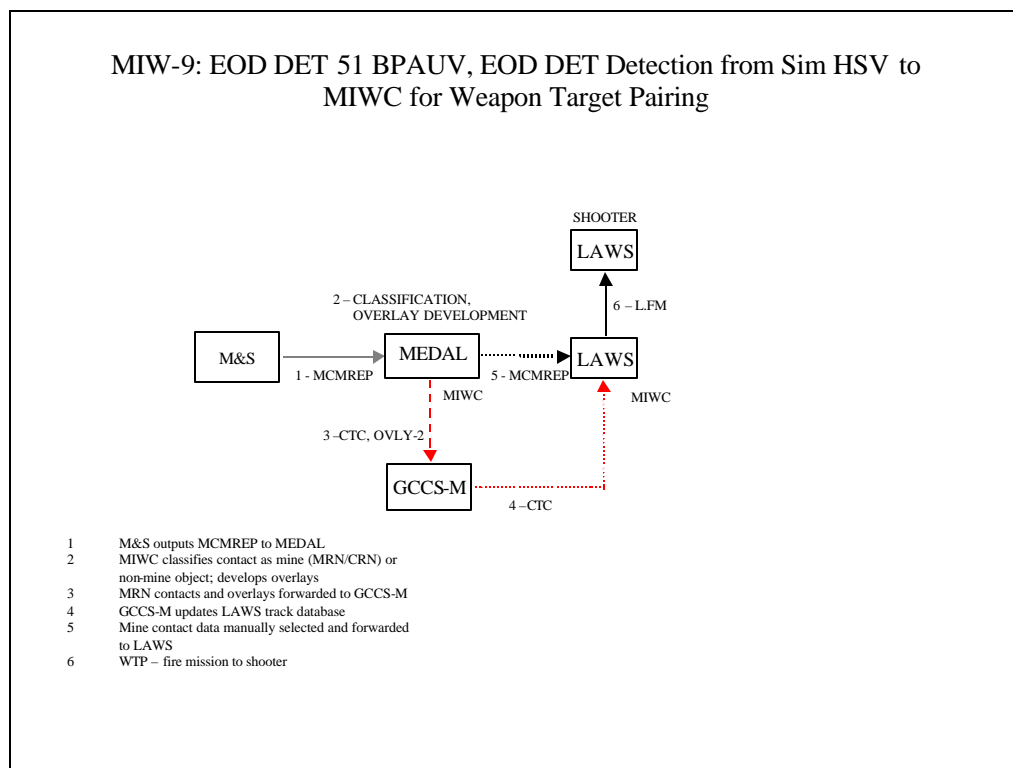 MIW-9: EOD DET 51 BPAUV, EOD DET Detection from Sim HSV to
MIWC for Weapon Target Pairing
SHOOTER
LAWS
6 – L.FM
2 – CLASSIFICATION,
OVERLAY DEVELOPMENT
M&S
1 - MCMREP
MEDAL
5 - MCMREP
LAWS
MIWC
MIWC
3 –CTC, OVLY-2
GCCS-M
4 –CTC
1 M&S outputs MCMREP to MEDAL
2 MIWC classifies contact as mine (MRN/CRN) or
non-mine object; develops overlays
3 MRN contacts and overlays forwarded to GCCS-M
4 GCCS-M updates LAWS track database
5 Mine contact data manually selected and forwarded
to LAWS
6 WTP – fire mission to shooter